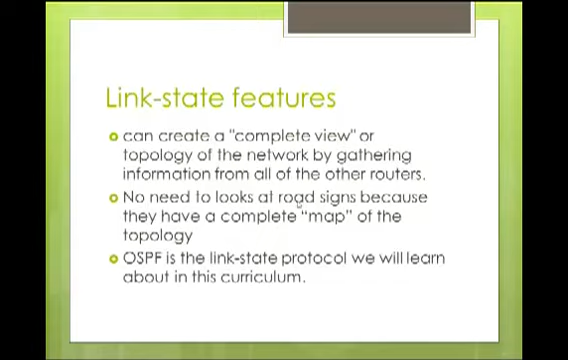 Link-state features
can create a "complete view" or
topology of the network by gathering
information from all of the other routers.
No need to looks at road signs because
they have a complete "map" of the
topology
OSPF is the link-state protocol we will learn
about in this curriculum.